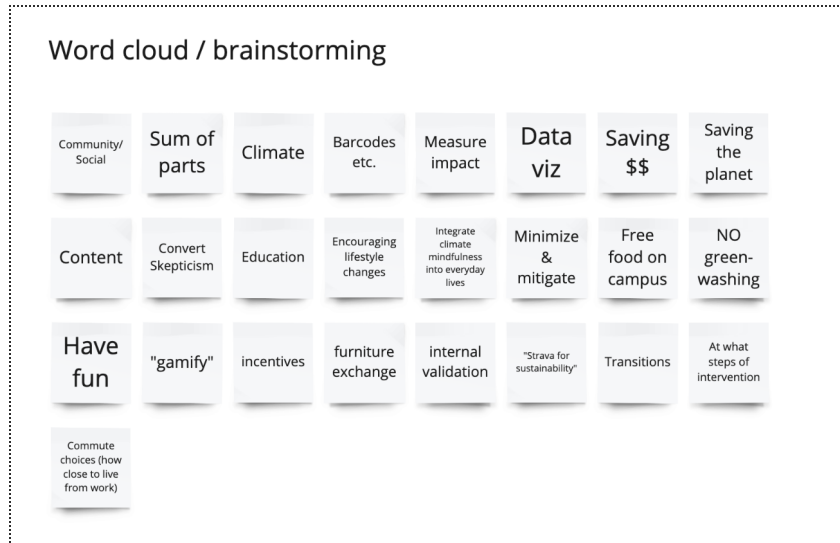 Word cloud / brainstorming
Community/
Social
Sum of
parts
Climate
Barcodes
etc.
Measure
impact
Data
viz
Saving
$$
Saving
the
planet
Content
Convert
Skepticism
Education
Encouraging
lifestyle
changes
Integrate
climate
mindfulness
into everyday
lives
Minimize
&
mitigate
Free
food on
campus
NO
green-
washing
Have
fun
"gamify"
incentives
furniture
exchange
internal
validation
"Strava for
sustainability"
Transitions
At what
steps of
intervention
Commute
choices (how
close to live
from work)